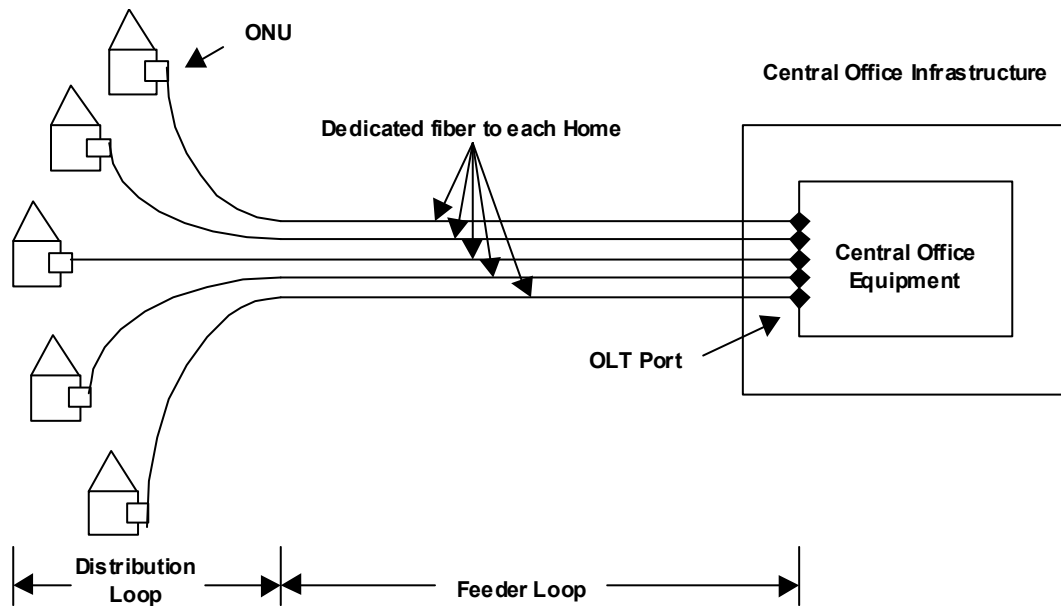 ONU
Central Office Infrastructure
Dedicated fiber to each Home
Central Office
Equipment
OLT Port
Distribution
Loop
Feeder Loop